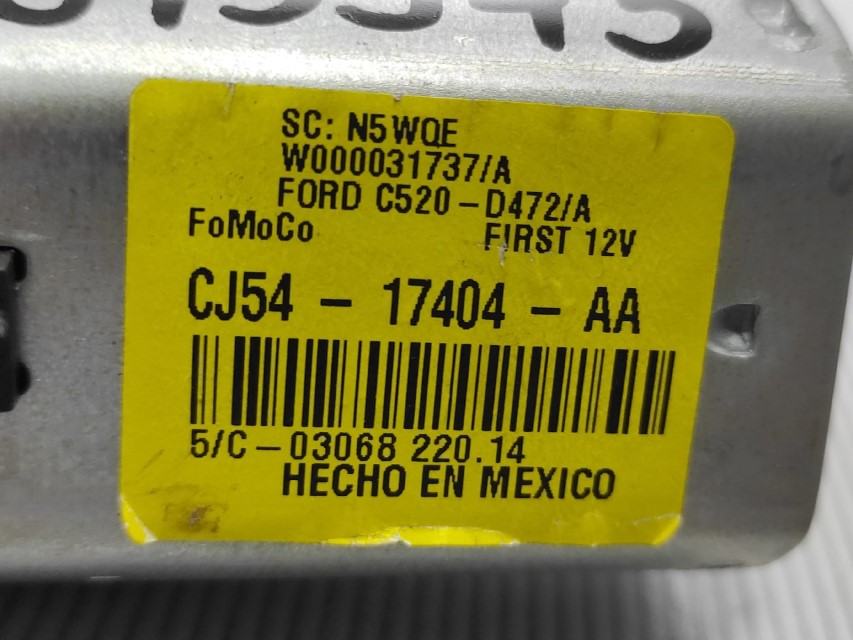 SC: N5WQE
W000031737/A
FORD C520-D472/A
FoMoCo FIRST 12V
CJ54 - 17404 - AA
5/C-03068 220.14
HECHO EN MEXICO